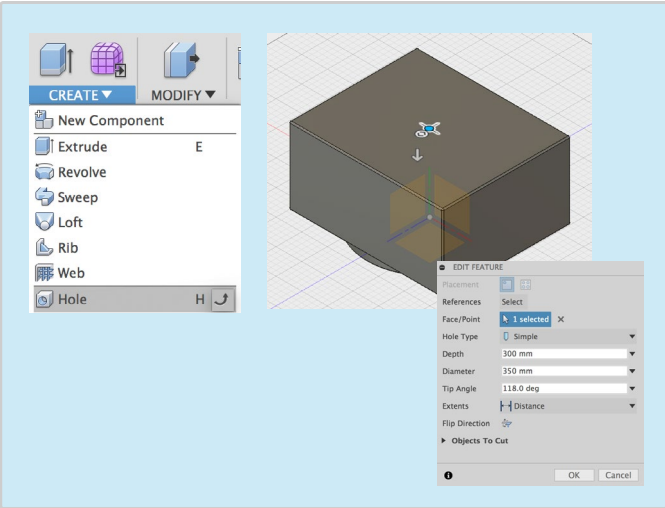 CREATE ▼ MODIFY ▼
New Component
Extrude E
Revolve
Sweep
Loft
Rib
Web
Hole H
EDIT FEATURE
Placement
References Select
Face/Point 1 selected ×
Hole Type Simple
Depth 300 mm
Diameter 350 mm
Tip Angle 118.0 deg
Extents Distance
Flip Direction
Objects To Cut
OK Cancel